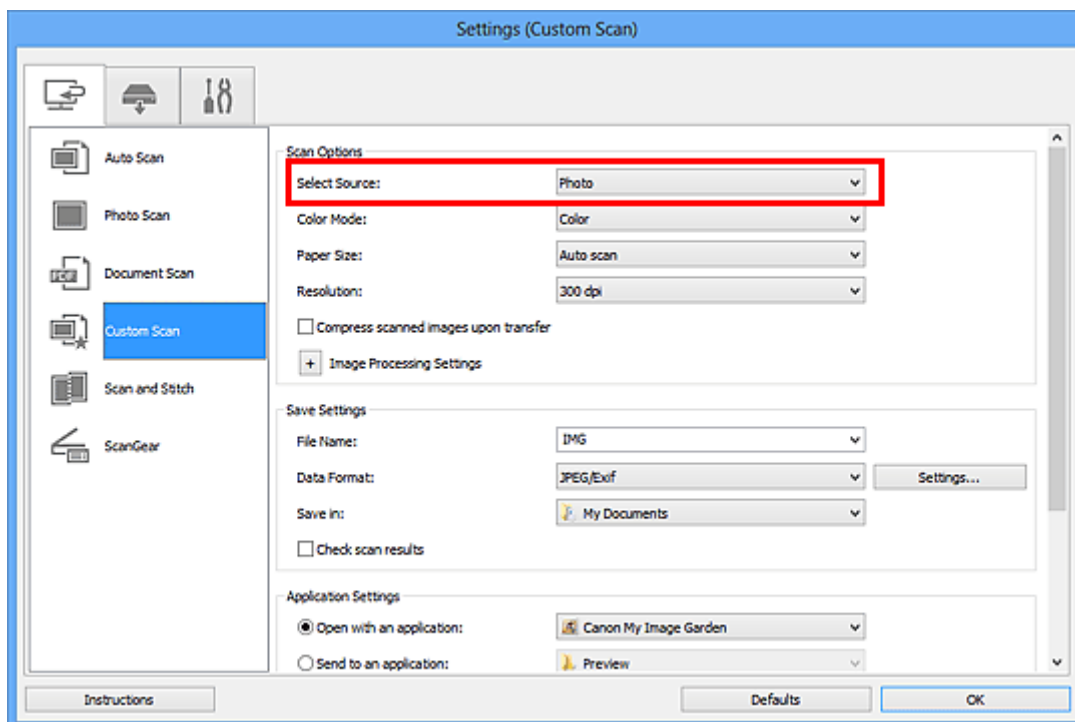 Settings (Custom Scan)
Auto Scan
Photo Scan
PDF
Document Scan
Custom Scan
Scan and Stitch
ScanGear
Scan Options
Select Source: Photo
Color Mode: Color
Paper Size: Auto scan
Resolution: 300 dpi
Compress scanned images upon transfer
+ Image Processing Settings
Save Settings
File Name: IMG
Data Format: JPEG/Exif Settings...
Save in: My Documents
Check scan results
Application Settings
Open with an application: Canon My Image Garden
Send to an application: Preview
Instructions Defaults OK